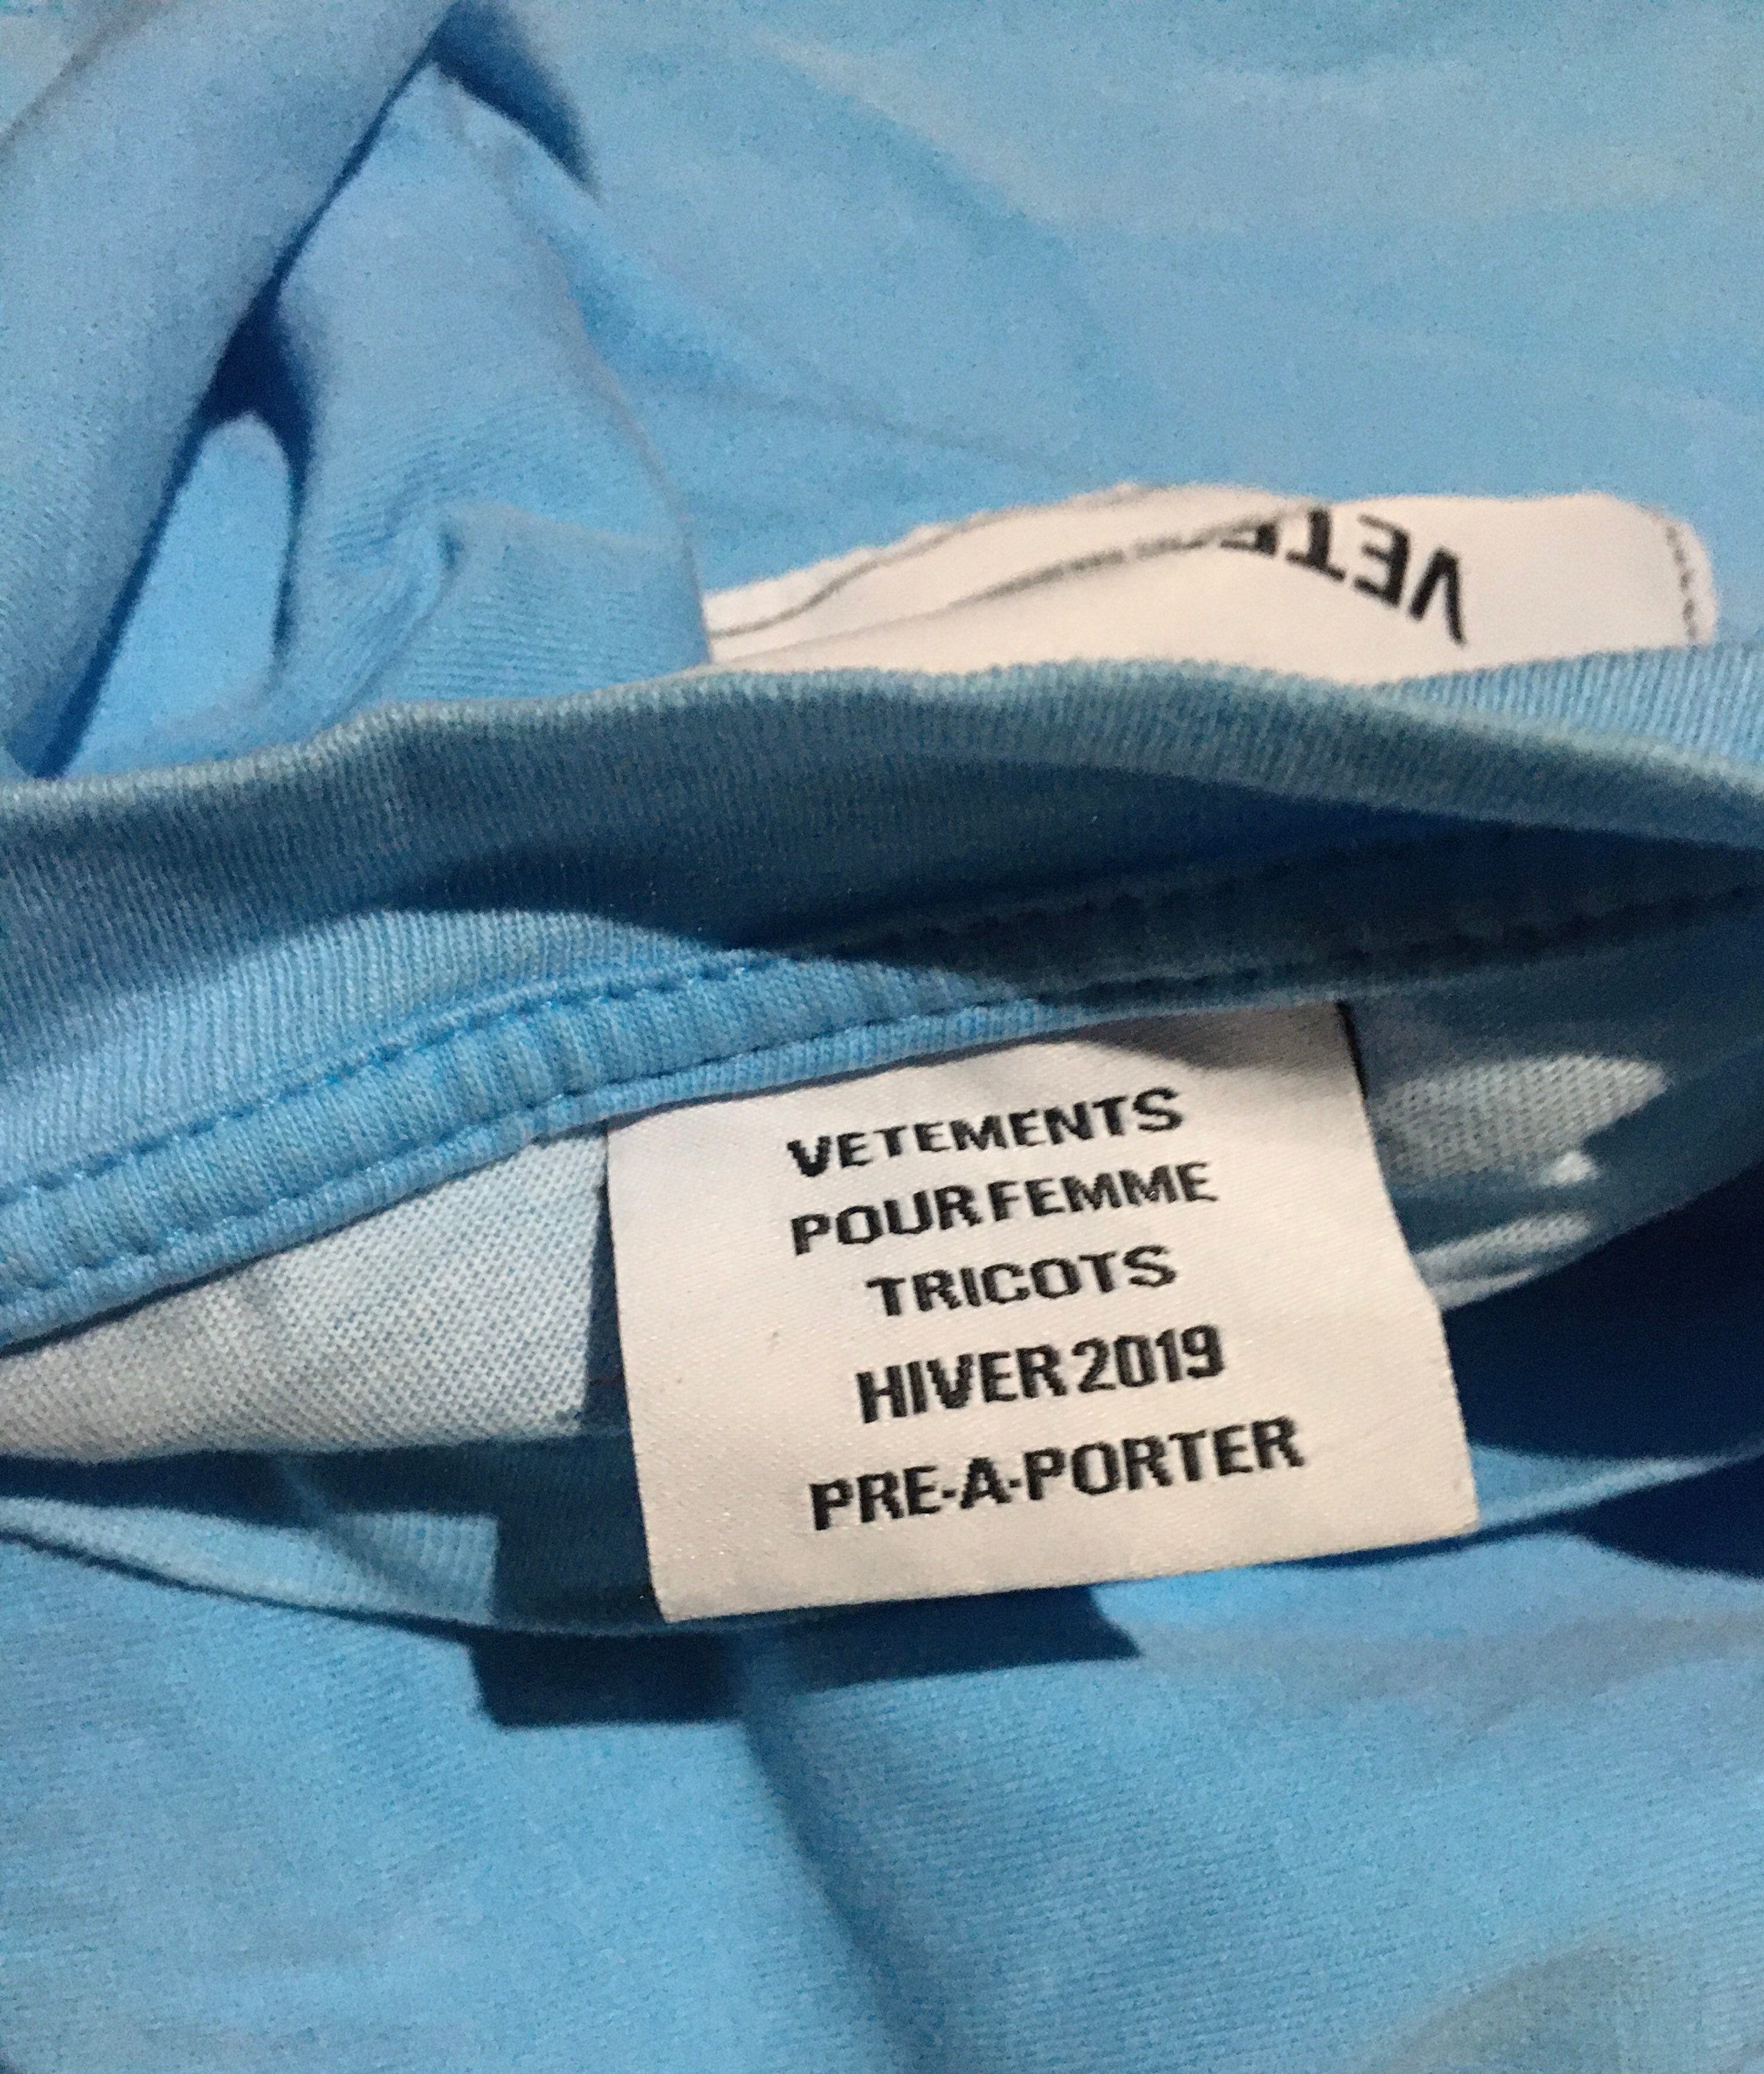 VETE
VETEMENTS
POUR FEMME
TRICOTS
HIVER 2019
PRE-A-PORTER